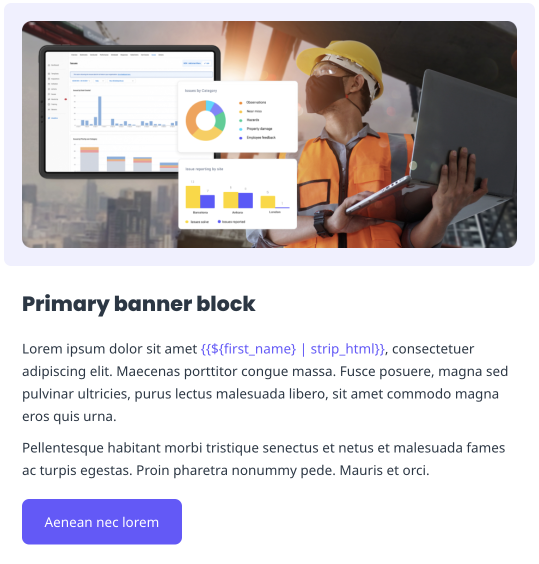 Issues by Category
Observations
Near miss
Hazards
Property damage
Employee feedback
Issue reporting by site
Barcelona
Ankara
London
Issues reported
Primary banner block
Lorem ipsum dolor sit amet {{${first_name} | strip_html}}, consectetuer
adipiscing elit. Maecenas porttitor congue massa. Fusce posuere, magna sed
pulvinar ultricies, purus lectus malesuada libero, sit amet commodo magna
eros quis urna.
Pellentesque habitant morbi tristique senectus et netus et malesuada fames
ac turpis egestas. Proin pharetra nonummy pede. Mauris et orci.
Aenean nec lorem